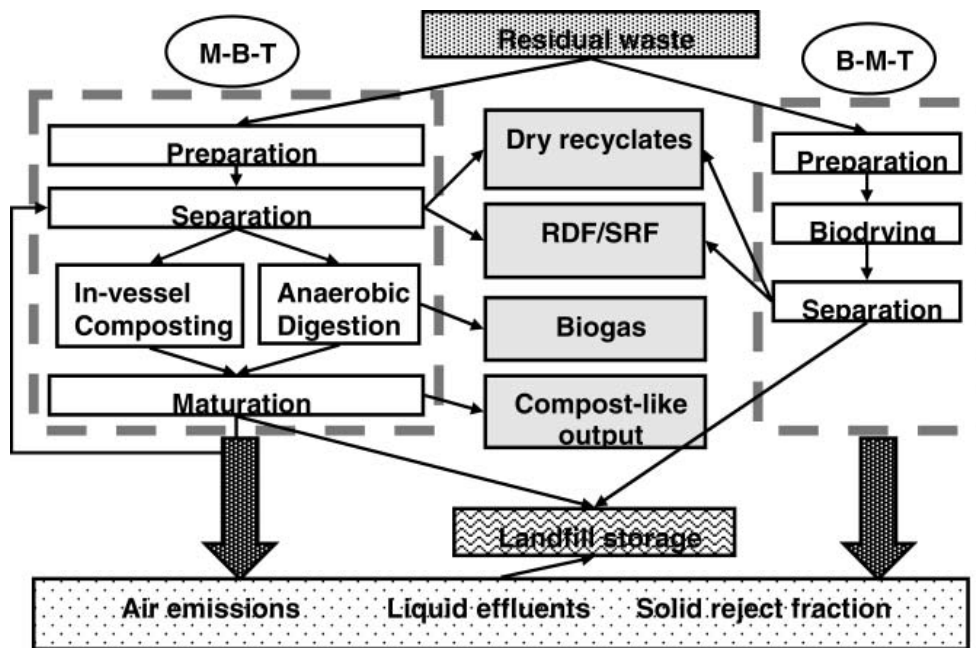 Residual waste
M-B-T
B-M-T
Preparation
Separation
In-vessel
Composting
Anaerobic
Digestion
Maturation
Dry recyclates
RDF/SRF
Biogas
Compost-like
output
Preparation
Biodrying
Separation
Landfill storage
Air emissions
Liquid effluents
Solid reject fraction